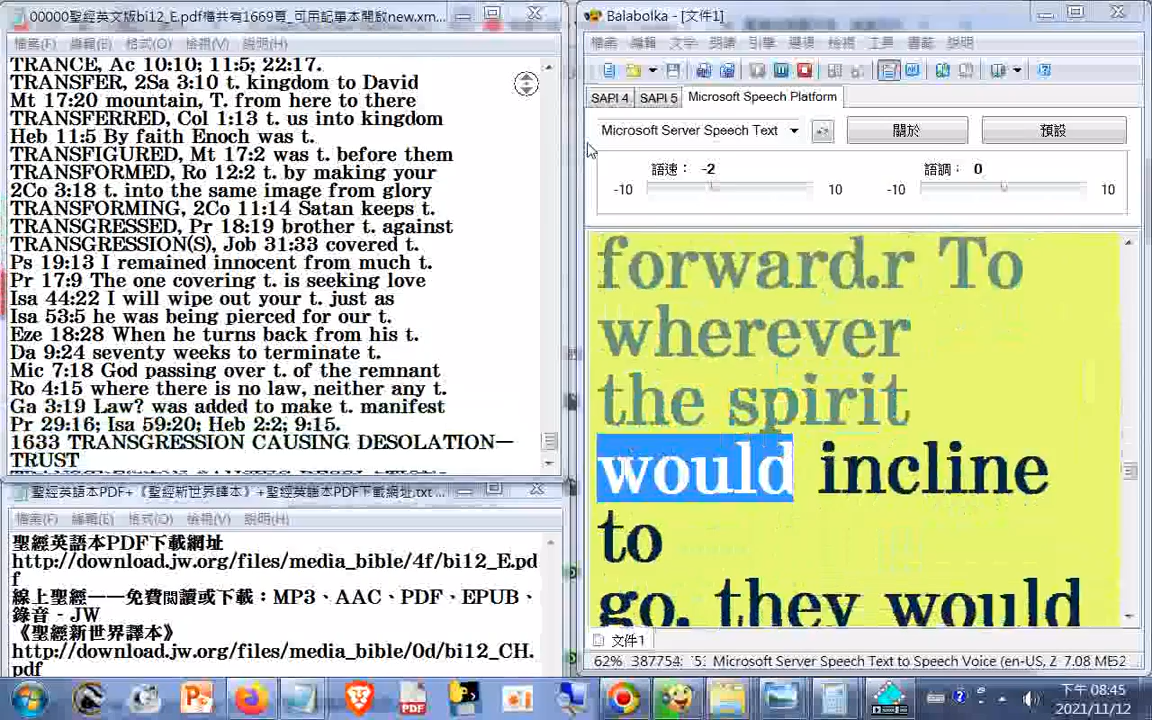 00000聖經英文版bi12_E.pdf檔共有1669頁_可用記事本開啟new.xm...
檔案(F) 編輯(E) 格式(O) 檢視(V) 說明(H)
TRANCE, Ac 10:10; 11:5; 22:17.
TRANSFER, 2Sa 3:10 t. kingdom to David
Mt 17:20 mountain, T. from here to there
TRANSFERRED, Col 1:13 t. us into kingdom
Heb 11:5 By faith Enoch was t.
TRANSFIGURED, Mt 17:2 was t. before them
TRANSFORMED, Ro 12:2 t. by making your
2Co 3:18 t. into the same image from glory
TRANSFORMING, 2Co 11:14 Satan keeps t.
TRANSGRESSED, Pr 18:19 brother t. against
TRANSGRESSION(S), Job 31:33 covered t.
Ps 19:13 I remained innocent from much t.
Pr 17:9 The one covering t. is seeking love
Isa 44:22 I will wipe out your t. just as
Isa 53:5 he was being pierced for our t.
Eze 18:28 When he turns back from his t.
Da 9:24 seventy weeks to terminate t.
Mic 7:18 God passing over t. of the remnant
Ro 4:15 where there is no law, neither any t.
Ga 3:19 Law? was added to make t. manifest
Pr 29:16; Isa 59:20; Heb 2:2; 9:15.
1633 TRANSGRESSION CAUSING DESOLATION—
TRUST
聖經英語本PDF+《聖經新世界譯本》+聖經英語本PDF下載網址.txt ...
檔案(F) 編輯(E) 格式(O) 檢視(V) 說明(H)
聖經英語本PDF下載網址
http://download.jw.org/files/media_bible/4f/bi12_E.pd
f
線上聖經——免費閱讀或下載：MP3、AAC、PDF、EPUB、
錄音 - JW
《聖經新世界譯本》
http://download.jw.org/files/media_bible/0d/bi12_CH.
pdf
Balabolka - [文件1]
檔案 編輯 文字 朗讀 引擎 選項 檢視 工具 書籤 說明
SAPI 4 SAPI 5 Microsoft Speech Platform
Microsoft Server Speech Text 關於 預設
語速： -2 語調： 0
-10 10 -10 10
forward.r To
wherever
the spirit
would incline
to
go, they would
文件1
62% Microsoft Server Speech Text to Speech Voice (en-US, Z 7.08 MB
下午 08:45
2021/11/12